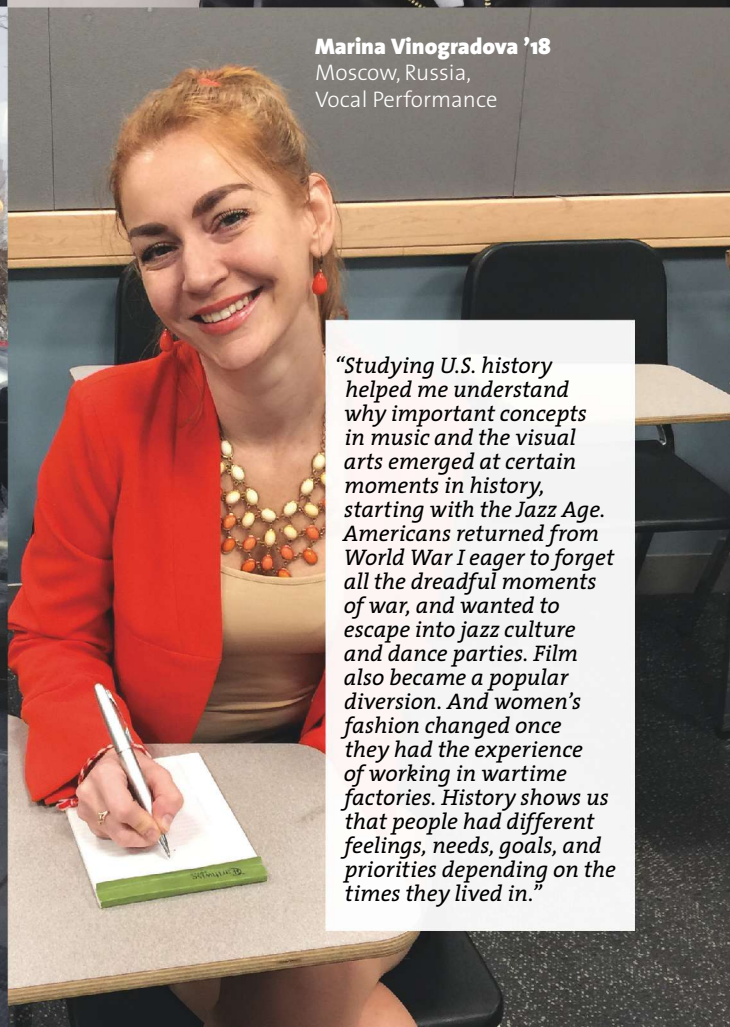 Marina Vinogradova ’18
Moscow, Russia,
Vocal Performance
“Studying U.S. history
helped me understand
why important concepts
in music and the visual
arts emerged at certain
moments in history,
starting with the Jazz Age.
Americans returned from
World War I eager to forget
all the dreadful moments
of war, and wanted to
escape into jazz culture
and dance parties. Film
also became a popular
diversion. And women’s
fashion changed once
they had the experience
of working in wartime
factories. History shows us
that people had different
feelings, needs, goals, and
priorities depending on the
times they lived in.”